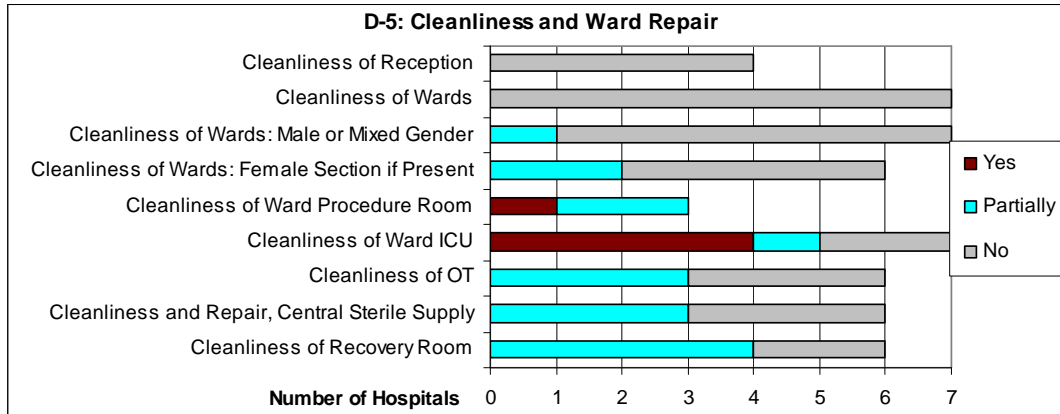 D-5: Cleanliness and Ward Repair
Cleanliness of Reception
Cleanliness of Wards
Cleanliness of Wards: Male or Mixed Gender
Cleanliness of Wards: Female Section if Present
Cleanliness of Ward Procedure Room
Cleanliness of Ward ICU
Cleanliness of OT
Cleanliness and Repair, Central Sterile Supply
Cleanliness of Recovery Room
Number of Hospitals 0 1 2 3 4 5 6 7
Yes
Partially
No